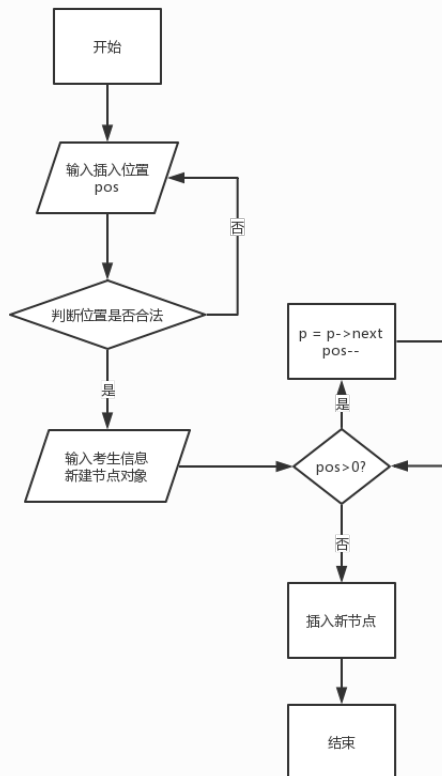 开始
输入插入位置
pos
否
判断位置是否合法
是
输入考生信息
新建节点对象
p = p->next
pos--
是
pos>0?
否
插入新节点
结束